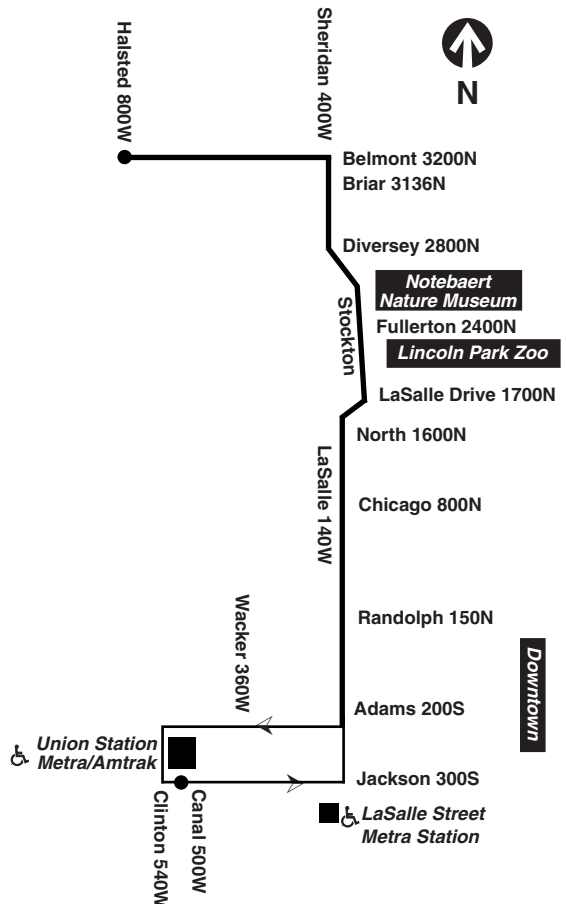 Halsted 800W
Sheridan 400W
N
Belmont 3200N
Briar 3136N
Diversey 2800N
Notebaert
Nature Museum
Stockton
Fullerton 2400N
Lincoln Park Zoo
LaSalle Drive 1700N
North 1600N
LaSalle 140W
Chicago 800N
Wacker 360W
Randolph 150N
Downtown
Adams 200S
Union Station
Metra/Amtrak
Jackson 300S
Clinton 540W
Canal 500W
LaSalle Street
Metra Station